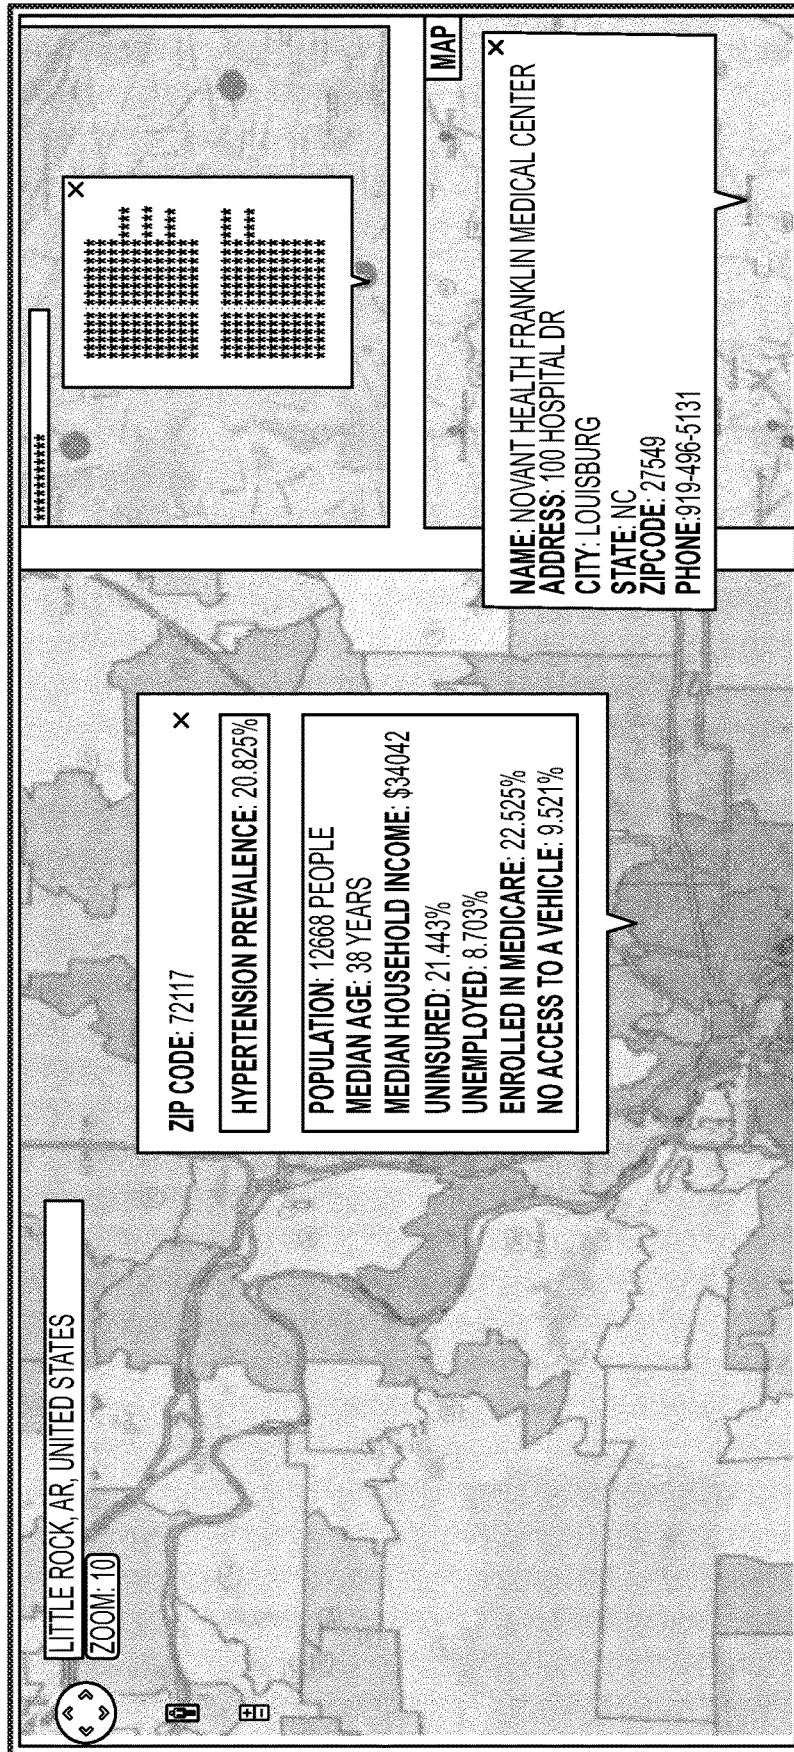 LITTLE ROCK, AR, UNITED STATES
ZOOM: 10
ZIP CODE: 72117
×
HYPERTENSION PREVALENCE: 20.825%
POPULATION: 12668 PEOPLE
MEDIAN AGE: 38 YEARS
MEDIAN HOUSEHOLD INCOME: $34042
UNINSURED: 21.443%
UNEMPLOYED: 8.703%
ENROLLED IN MEDICARE: 22.525%
NO ACCESS TO A VEHICLE: 9.521%
***********
×
MAP
×
NAME: NOVANT HEALTH FRANKLIN MEDICAL CENTER
ADDRESS: 100 HOSPITAL DR
CITY: LOUISBURG
STATE: NC
ZIPCODE: 27549
PHONE:919-496-5131